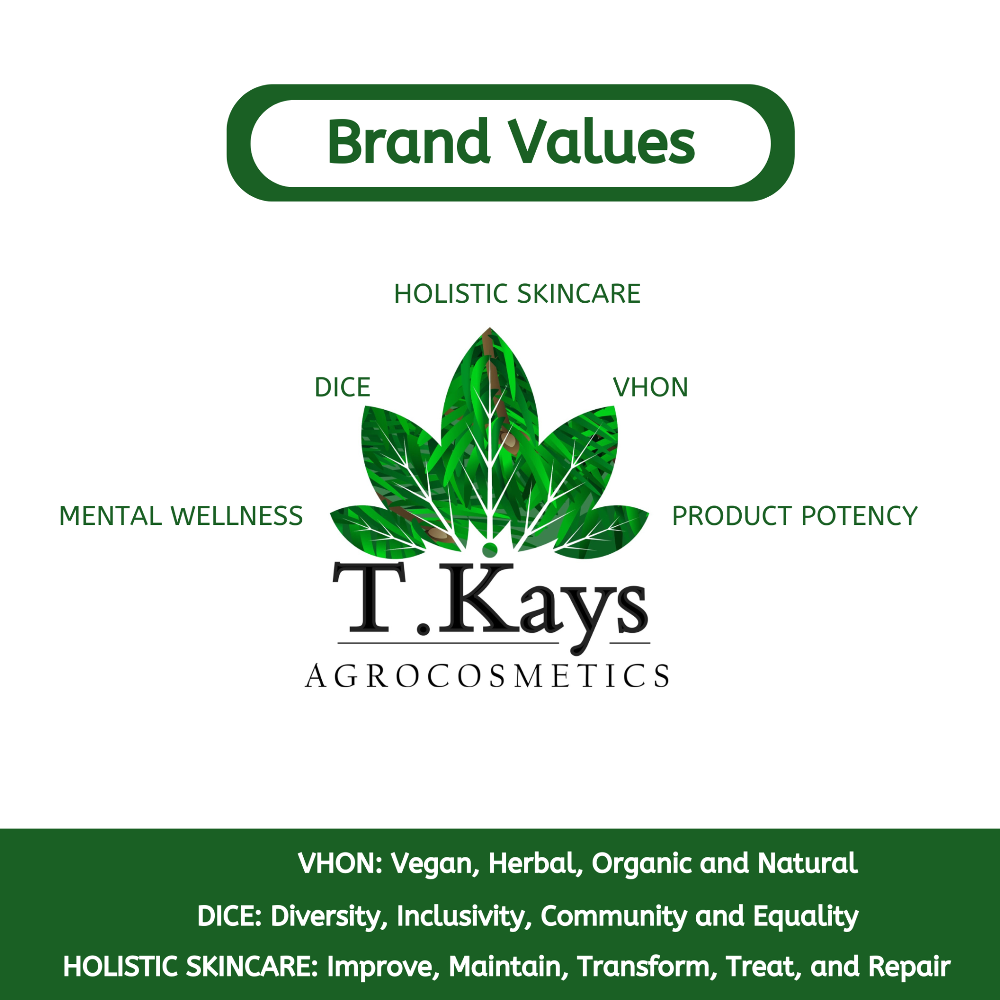 Brand Values
HOLISTIC SKINCARE
DICE
VHON
MENTAL WELLNESS
PRODUCT POTENCY
T.Kays
AGROCOSMETICS
VHON: Vegan, Herbal, Organic and Natural
DICE: Diversity, Inclusivity, Community and Equality
HOLISTIC SKINCARE: Improve, Maintain, Transform, Treat, and Repair